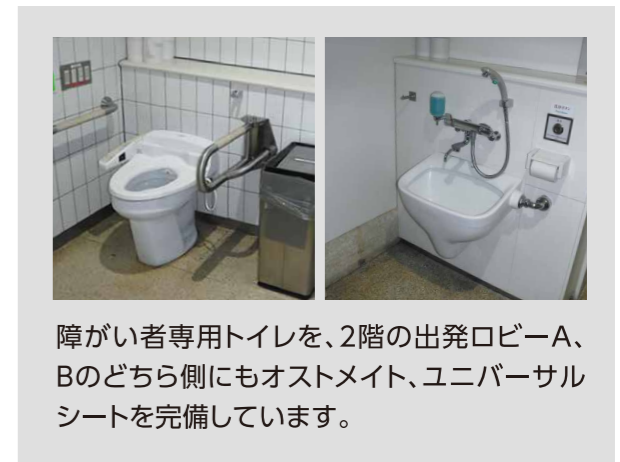 障がい者専用トイレを、2階の出発ロビーA、
Bのどちら側にもオストメイト、ユニバーサル
シートを完備しています。